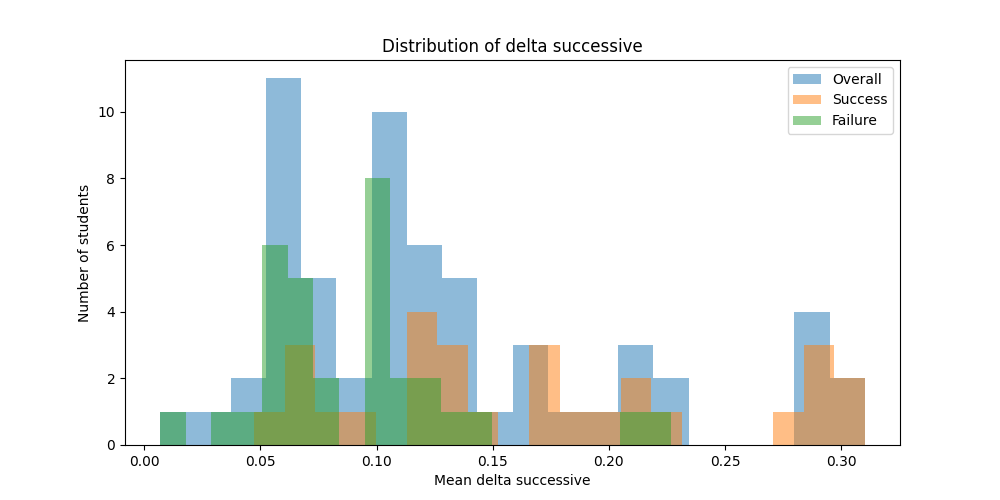 Distribution of delta successive
Overall
Success
Failure
Number of students
10
8
6
4
2
0
0.00 0.05 0.10 0.15 0.20 0.25 0.30
Mean delta successive